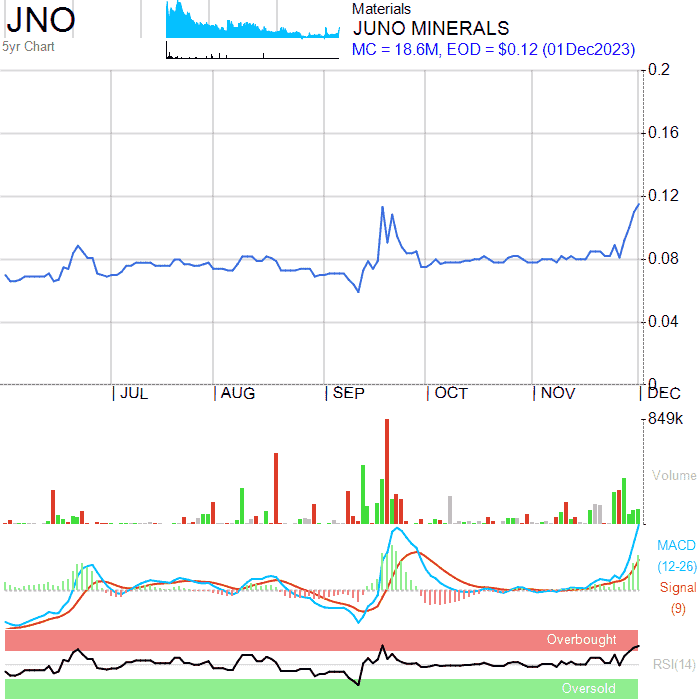 JNO
5yr Chart
Materials
JUNO MINERALS
MC = 18.6M, EOD = $0.12 (01Dec2023)
0.2
0.16
0.12
0.08
0.04
0
JUL AUG SEP OCT NOV DEC
849k
Volume
MACD
(12-26)
Signal
(9)
Overbought
RSI(14)
Oversold